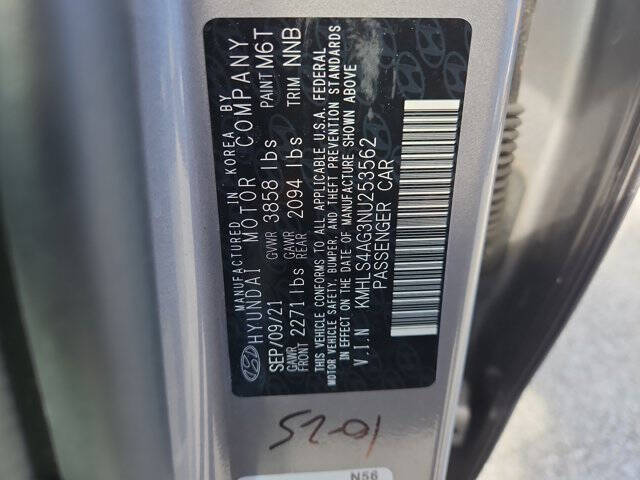 MANUFACTURED IN KOREA BY
HYUNDAI MOTOR COMPANY
SEP/09/21 GVWR 3858 lbs PAINT M6T
GAWR FRONT 2271 lbs GAWR REAR 2094 lbs TRIM NNB
THIS VEHICLE CONFORMS TO ALL APPLICABLE U.S.A. FEDERAL
MOTOR VEHICLE SAFETY, BUMPER, AND THEFT PREVENTION STANDARDS
IN EFFECT ON THE DATE OF MANUFACTURE SHOWN ABOVE
V.I.N KMHLS4AG3NU253562
PASSENGER CAR
N56